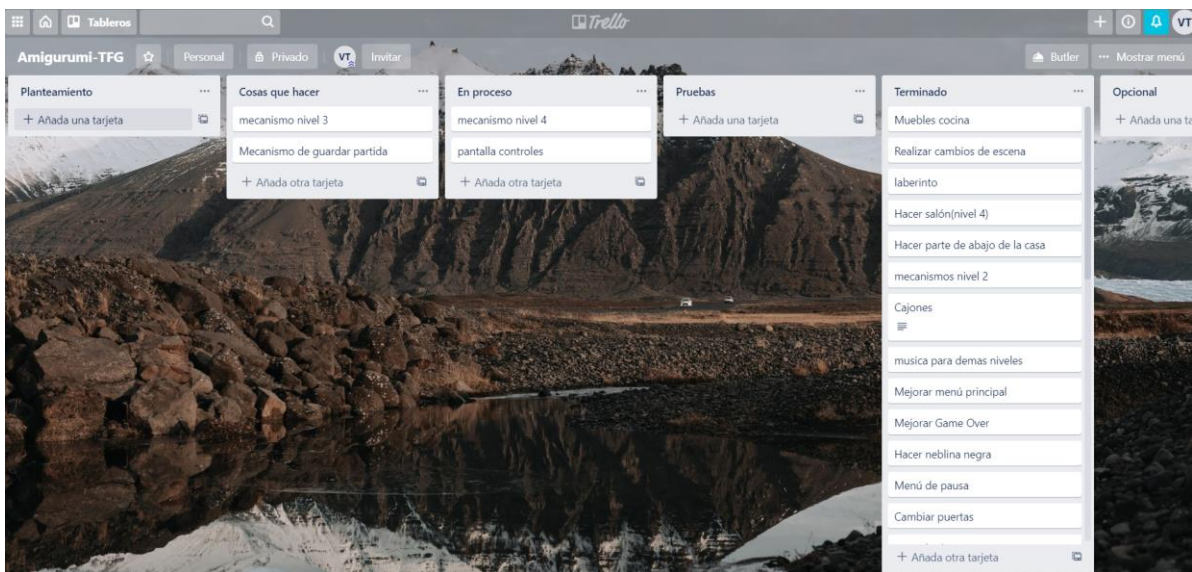 Tableros
Trello
VT
Amigurumi-TFG
Personal
Privado
VT
Invitar
Butler
Mostrar menú
Planteamiento
Añada una tarjeta
Cosas que hacer
mecanismo nivel 3
Mecanismo de guardar partida
Añada otra tarjeta
En proceso
mecanismo nivel 4
pantalla controles
Añada otra tarjeta
Pruebas
Añada una tarjeta
Terminado
Muebles cocina
Realizar cambios de escena
laberinto
Hacer salón(nivel 4)
Hacer parte de abajo de la casa
mecanismos nivel 2
Cajones
musica para demas niveles
Mejorar menú principal
Mejorar Game Over
Hacer neblina negra
Menú de pausa
Cambiar puertas
Añada otra tarjeta
Opcional
Añada una ta